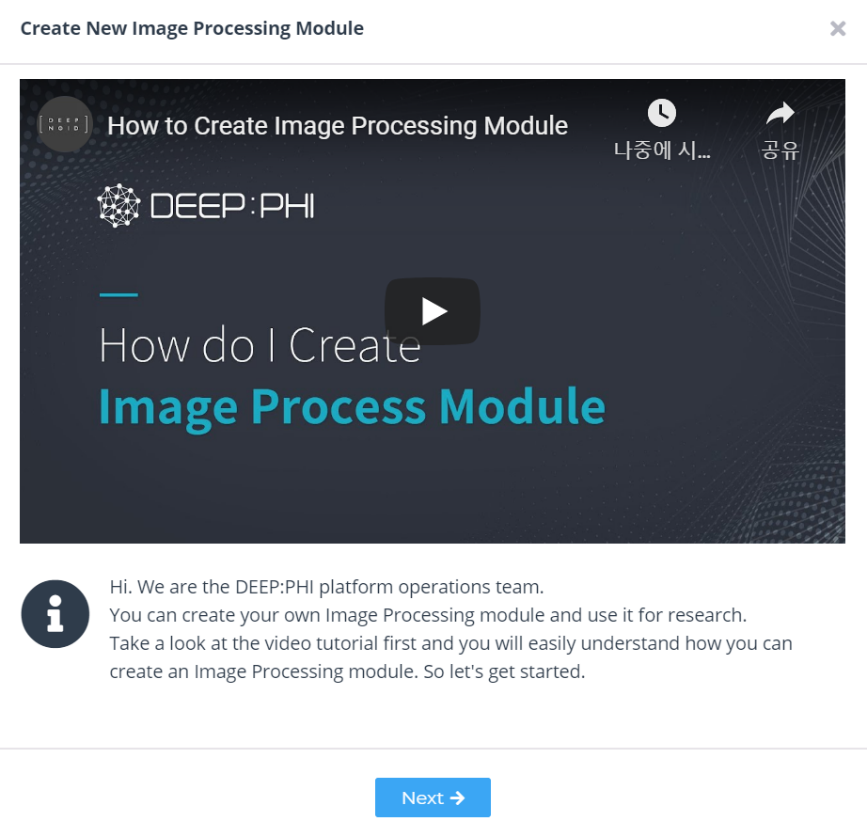 Create New Image Processing Module
[DEEP
NOID]
How to Create Image Processing Module
나중에 시...
공유
DEEP:PHI
How do I Create
Image Process Module
Hi. We are the DEEP:PHI platform operations team.
You can create your own Image Processing module and use it for research.
Take a look at the video tutorial first and you will easily understand how you can
create an Image Processing module. So let's get started.
Next